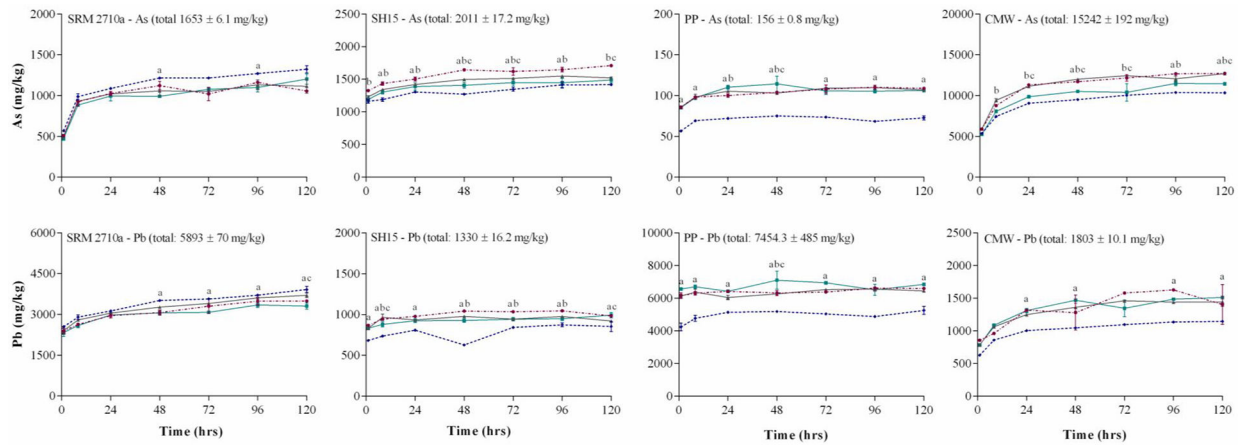 SRM 2710a - As (total: 1653 ± 6.1 mg/kg)
As (mg/kg)
2000
1500
1000
500
0
a a a
0 24 48 72 96 120
SH15 - As (total: 2011 ± 17.2 mg/kg)
2500
2000
1500
1000
500
0
b ab ab abc ab ab bc
0 24 48 72 96 120
PP - As (total: 156 ± 0.8 mg/kg)
200
150
100
50
0
a a ab ab a a a
0 24 48 72 96 120
CMW - As (total: 15242 ± 192 mg/kg)
20000
15000
10000
5000
0
b bc abc bc abc abc
0 24 48 72 96 120
SRM 2710a - Pb (total: 5893 ± 70 mg/kg)
Pb (mg/kg)
6000
4500
3000
1500
0
a a a ac
0 24 48 72 96 120
Time (hrs)
SH15 - Pb (total: 1330 ± 16.2 mg/kg)
2000
1500
1000
500
0
a abc a ab ab ab ac
0 24 48 72 96 120
Time (hrs)
PP - Pb (total: 7454.3 ± 485 mg/kg)
10000
8000
6000
4000
2000
0
a a a abc a a a
0 24 48 72 96 120
Time (hrs)
CMW - Pb (total: 1803 ± 10.1 mg/kg)
2500
2000
1500
1000
500
0
a a a a a
0 24 48 72 96 120
Time (hrs)